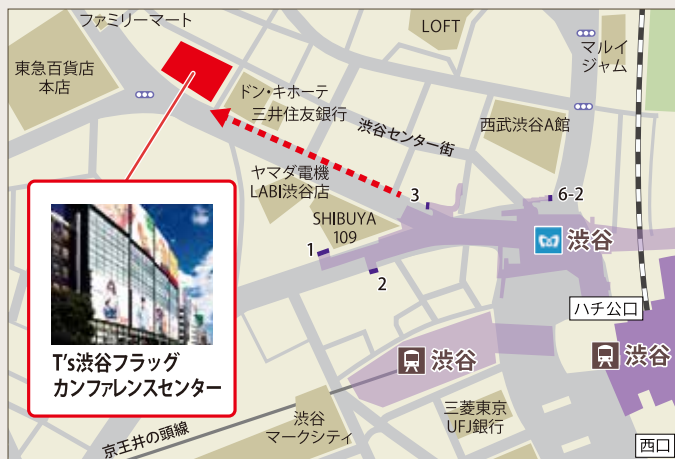 ファミリーマート
LOFT
マルイ
ジャム
東急百貨店
本店
ドン・キホーテ
三井住友銀行
渋谷センター街
西武渋谷A館
ヤマダ電機
LABI渋谷店
3
6-2
SHIBUYA
109
渋谷
1
2
ハチ公口
渋谷
渋谷
T's渋谷フラッグ
カンファレンスセンター
三菱東京
UFJ銀行
渋谷
マークシティ
京王井の頭線
西口